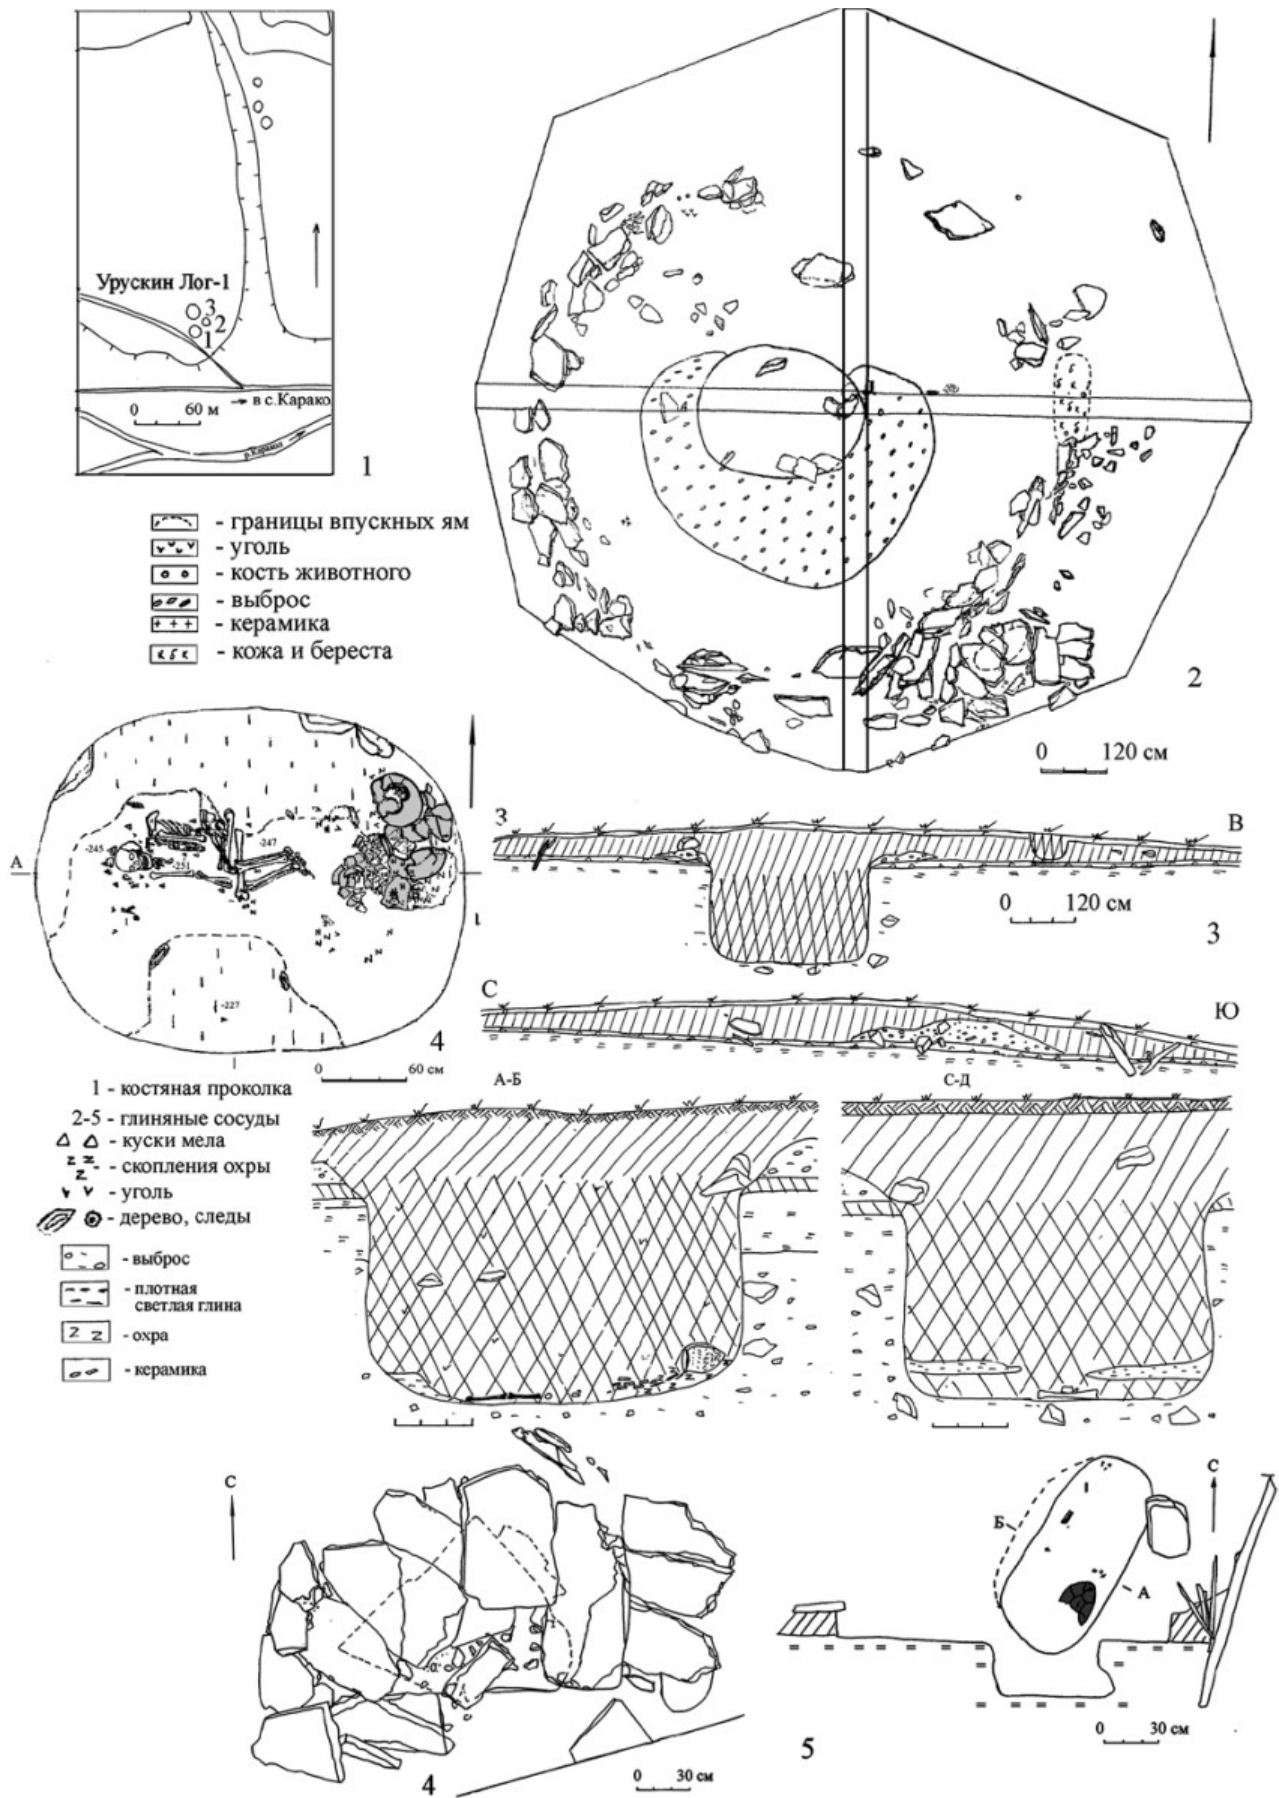 Урускин Лог-1
3
2
1
0 60 м
в с.Карако
р.Каракол
1
- границы впускных ям
- уголь
- кость животного
- выброс
- керамика
к б к - кожа и береста
2
0 120 см
З
В
0 120 см
3
С
Ю
А
-245
-251
-247
-227
1
4
0 60 см
1 - костяная проколка
2-5 - глиняные сосуды
- куски мела
- скопления охры
- уголь
- дерево, следы
- выброс
- плотная
светлая глина
- охра
- керамика
А-Б
С-Д
С
4
0 30 см
5
Б
А
С
0 30 см